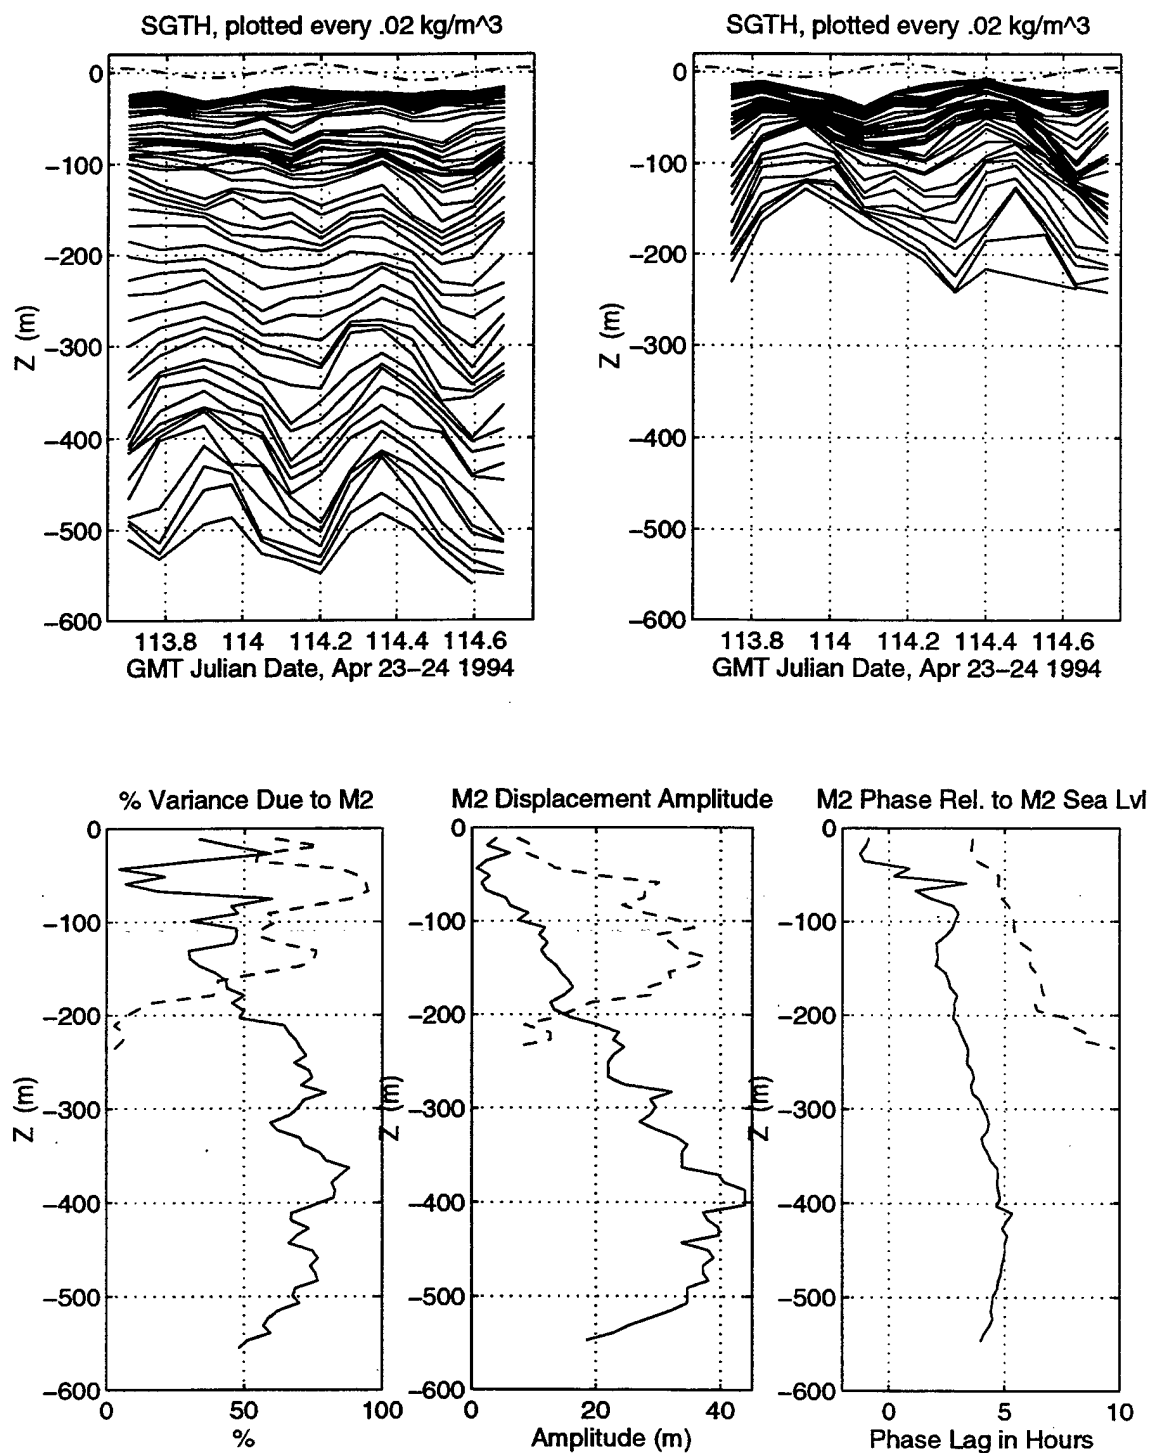 SGTH, plotted every .02 kg/m^3
0
−100
−200
−300
−400
−500
−600
Z (m)
113.8 114 114.2 114.4 114.6
GMT Julian Date, Apr 23−24 1994
SGTH, plotted every .02 kg/m^3
0
−100
−200
−300
−400
−500
−600
Z (m)
113.8 114 114.2 114.4 114.6
GMT Julian Date, Apr 23−24 1994
% Variance Due to M2
0
−100
−200
−300
−400
−500
−600
Z (m)
0 50 100
%
M2 Displacement Amplitude
0
−100
−200
−300
−400
−500
−600
Z (m)
0 20 40
Amplitude (m)
M2 Phase Rel. to M2 Sea Lvl
0
−100
−200
−300
−400
−500
−600
Z (m)
0 5 10
Phase Lag in Hours